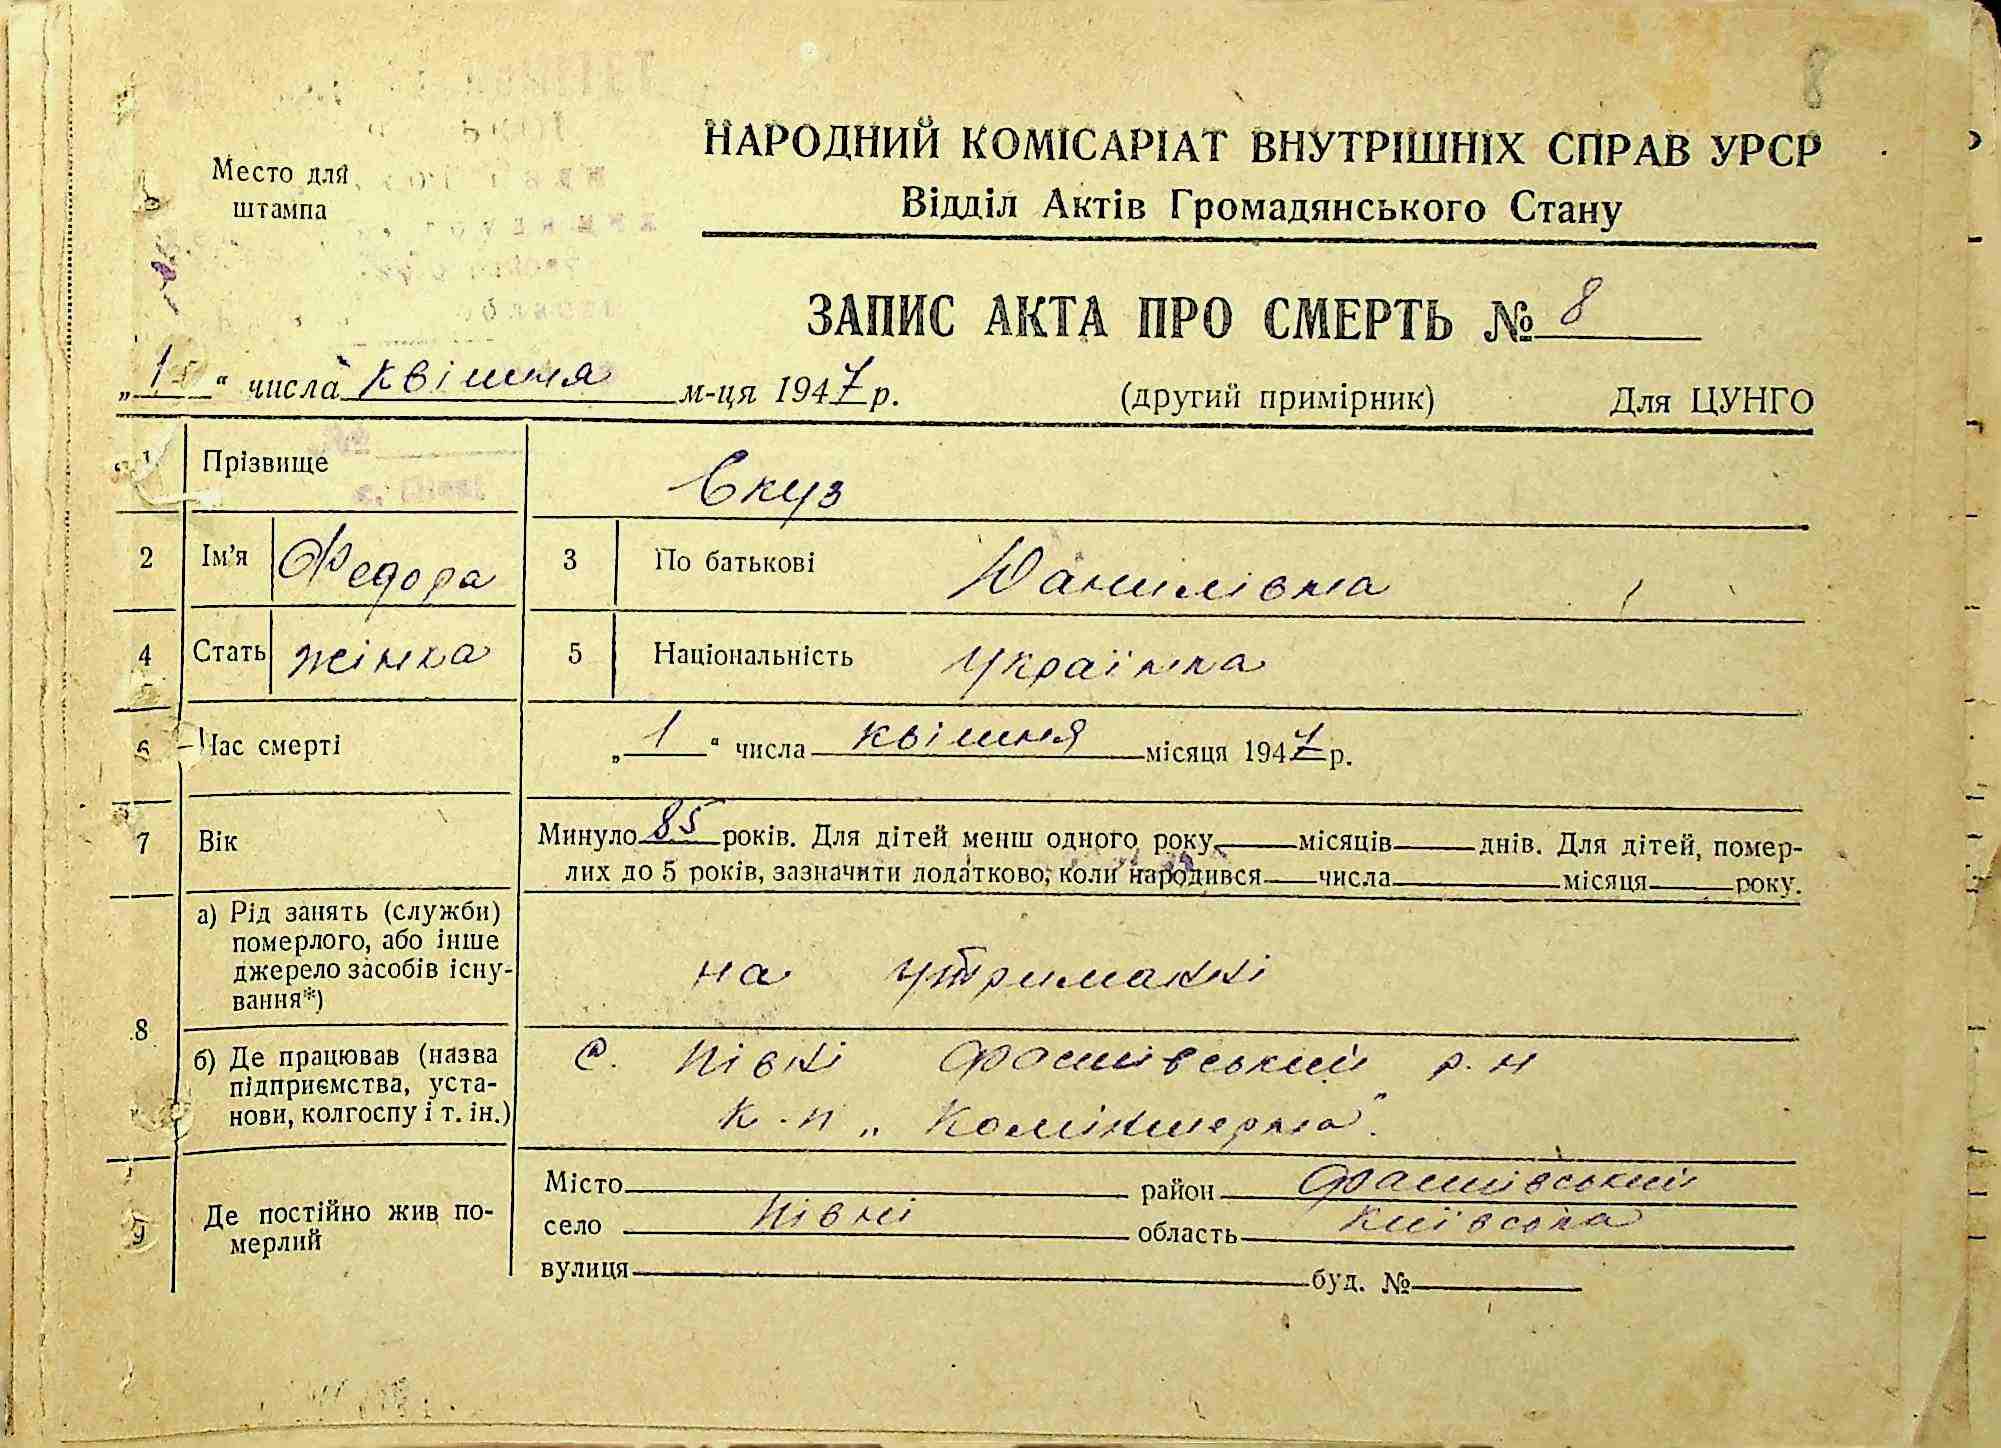 8
НАРОДНИЙ КОМІСАРІАТ ВНУТРІШНІХ СПРАВ УРСР
Відділ Актів Громадянського Стану
Место для
штампа
ЗАПИС АКТА ПРО СМЕРТЬ № 8
„1“ числа квітня м-ця 1947 р. (другий примірник) Для ЦУНГО
1 Прізвище Скуз
2 Ім'я Федора 3 По батькові Данилівна
4 Стать жінка 5 Національність українка
6 Час смерті „1“ числа квітня місяця 1947 р.
7 Вік Минуло 85 років. Для дітей менш одного року місяців днів. Для дітей, помер-
лих до 5 років, зазначити додатково, коли народився числа місяця року.
8 а) Рід занять (служби)
померлого, або інше
джерело засобів існу-
вання*)
на утриманні
б) Де працював (назва
підприємства, уста-
нови, колгоспу і т. ін.)
С. Півні Фастівський р-н
к-п „Комінтерна".
9 Де постійно жив по-
мерлий
Місто район Фастівський
село Півні область Київська
вулиця буд. №